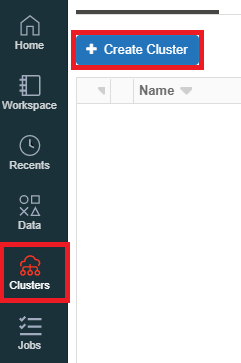 Home
Workspace
Recents
Data
Clusters
Jobs
+ Create Cluster
Name